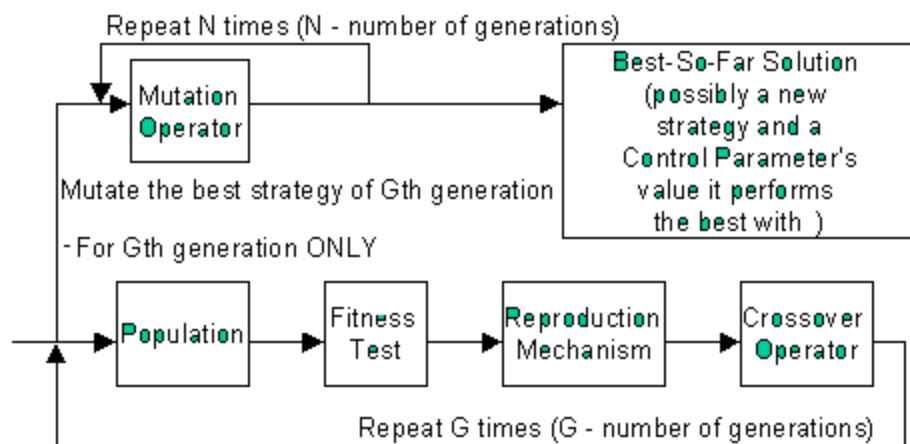 Repeat N times (N - number of generations)
Mutation
Operator
Best-So-Far Solution
(possibly a new
strategy and a
Control Parameter's
value it performs
the best with )
Mutate the best strategy of Gth generation
- For Gth generation ONLY
Population
Fitness
Test
Reproduction
Mechanism
Crossover
Operator
Repeat G times (G - number of generations)